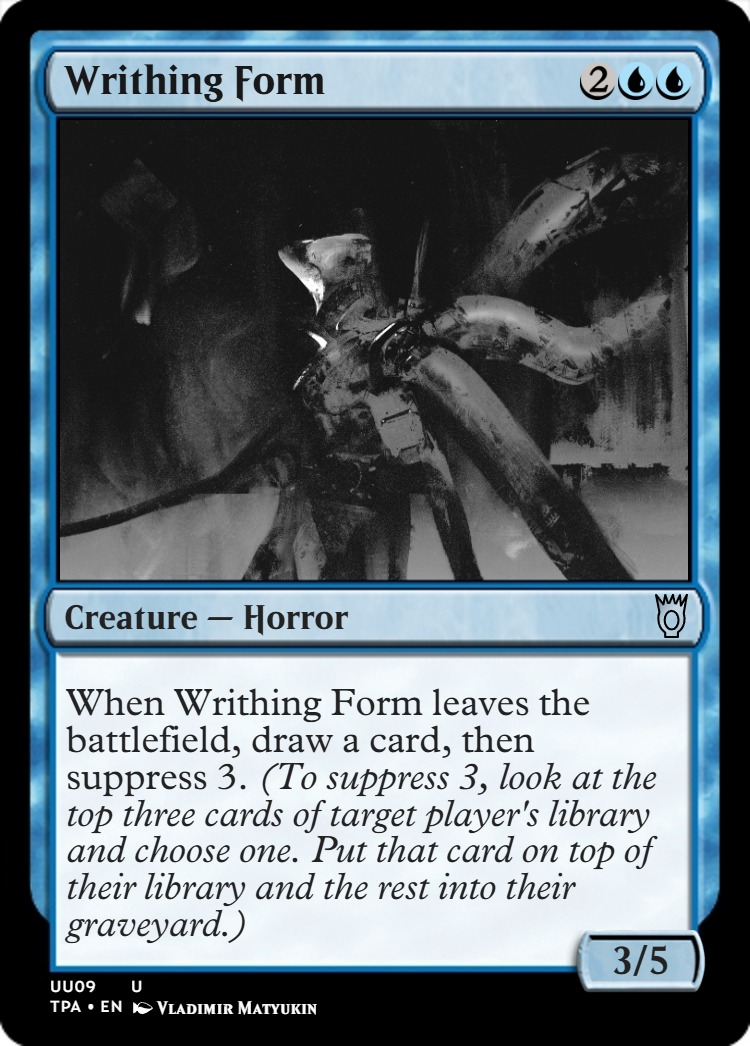 Writhing Form 2
Creature — Horror
When Writhing Form leaves the
battlefield, draw a card, then
suppress 3. (To suppress 3, look at the
top three cards of target player's library
and choose one. Put that card on top of
their library and the rest into their
graveyard.)
3/5
UU09 U
TPA • EN Vladimir Matyukin